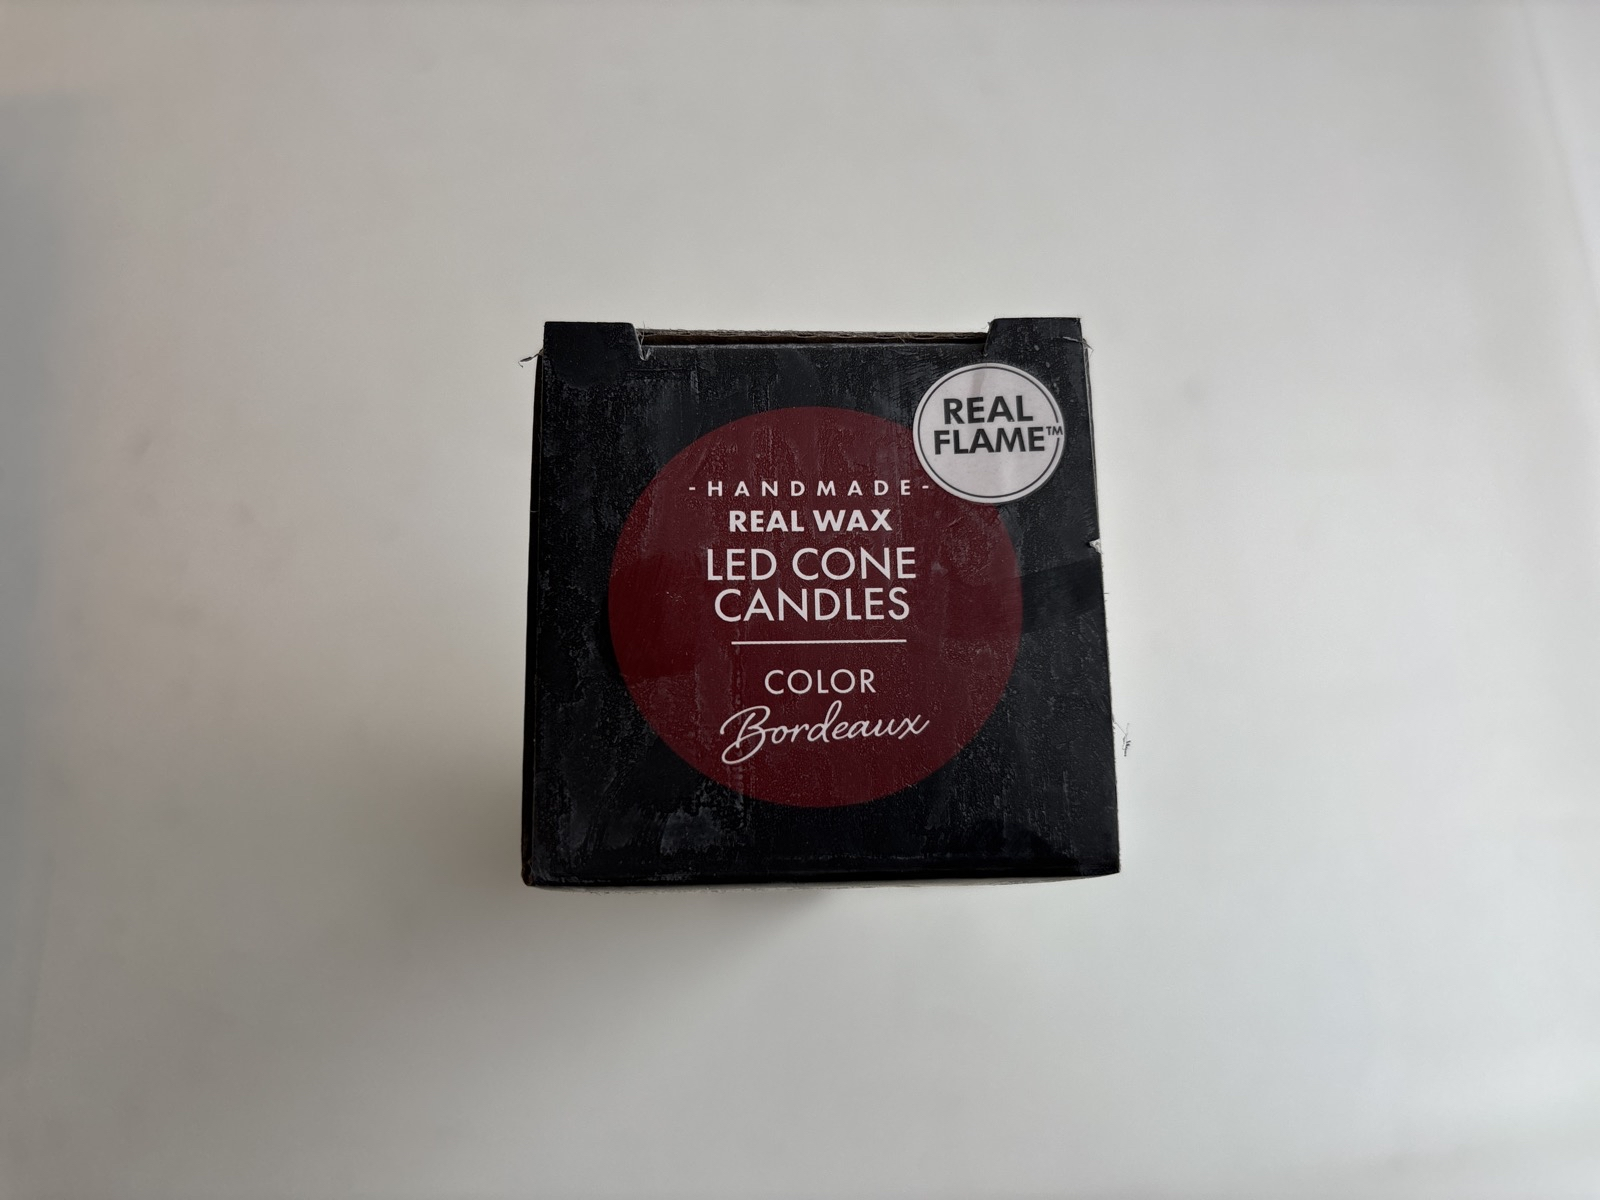 REAL
FLAME™
-HANDMADE-
REAL WAX
LED CONE
CANDLES
COLOR
Bordeaux